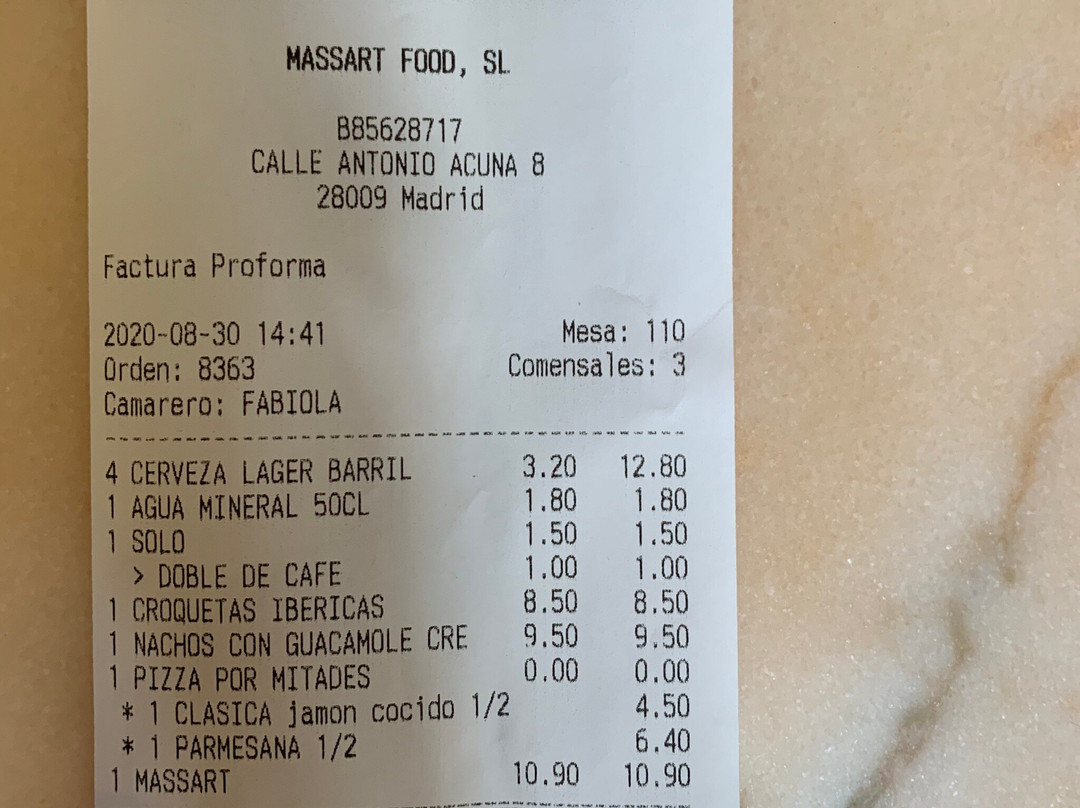 MASSART FOOD, SL
B85628717
CALLE ANTONIO ACUNA 8
28009 Madrid
Factura Proforma
2020-08-30 14:41 Mesa: 110
Orden: 8363 Comensales: 3
Camarero: FABIOLA
4 CERVEZA LAGER BARRIL 3.20 12.80
1 AGUA MINERAL 50CL 1.80 1.80
1 SOLO 1.50 1.50
> DOBLE DE CAFE 1.00 1.00
1 CROQUETAS IBERICAS 8.50 8.50
1 NACHOS CON GUACAMOLE CRE 9.50 9.50
1 PIZZA POR MITADES 0.00 0.00
* 1 CLASICA jamon cocido 1/2 4.50
* 1 PARMESANA 1/2 6.40
1 MASSART 10.90 10.90